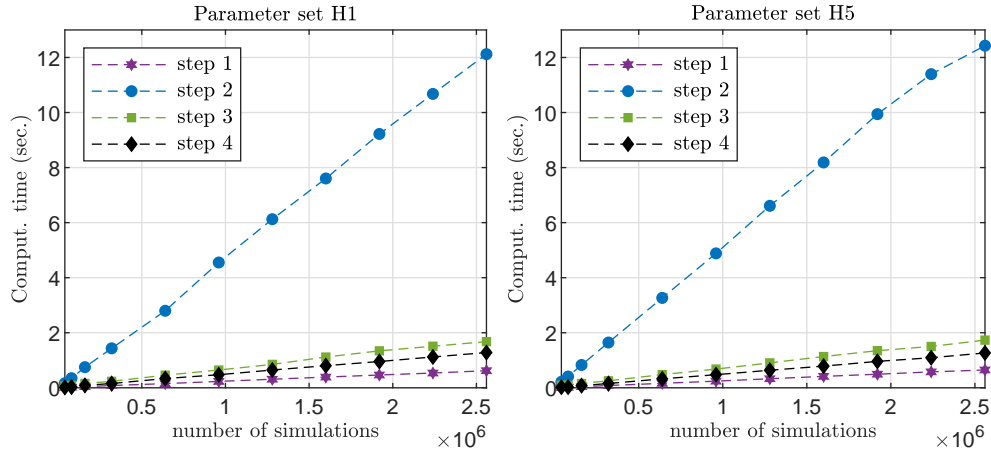 Parameter set H1
Comput. time (sec.)
12
10
8
6
4
2
0
step 1
step 2
step 3
step 4
0.5
1
1.5
2
2.5
number of simulations
×10^6
Parameter set H5
Comput. time (sec.)
12
10
8
6
4
2
0
step 1
step 2
step 3
step 4
0.5
1
1.5
2
2.5
number of simulations
×10^6